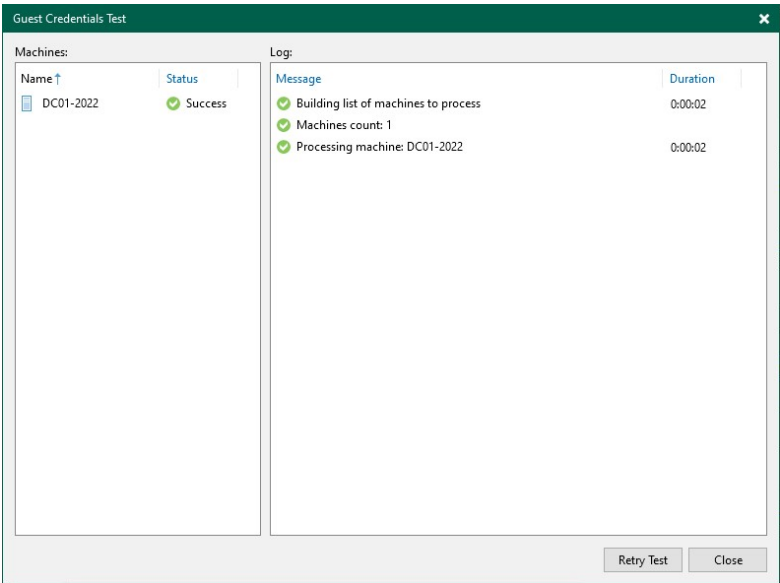 Guest Credentials Test
Machines:
Name Status
DC01-2022 Success
Log:
Message Duration
Building list of machines to process 0:00:02
Machines count: 1
Processing machine: DC01-2022 0:00:02
Retry Test Close